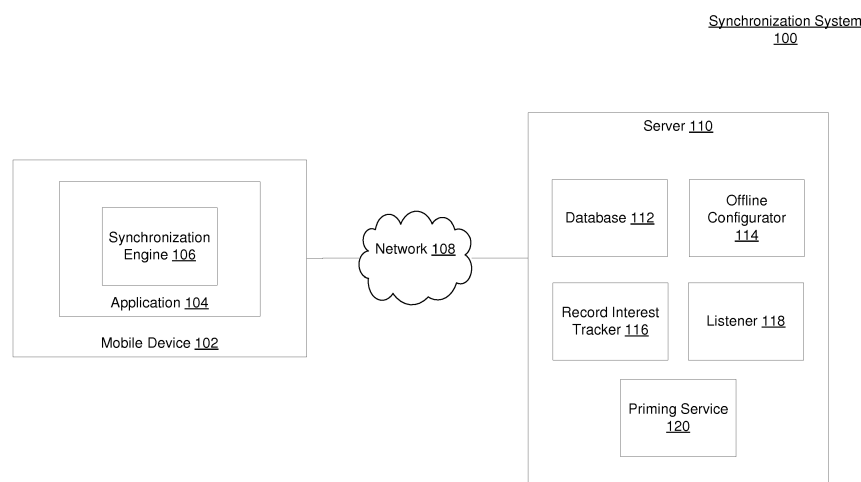 Synchronization System
100
Server 110
Database 112
Offline
Configurator
114
Synchronization
Engine 106
Application 104
Mobile Device 102
Network 108
Record Interest
Tracker 116
Listener 118
Priming Service
120